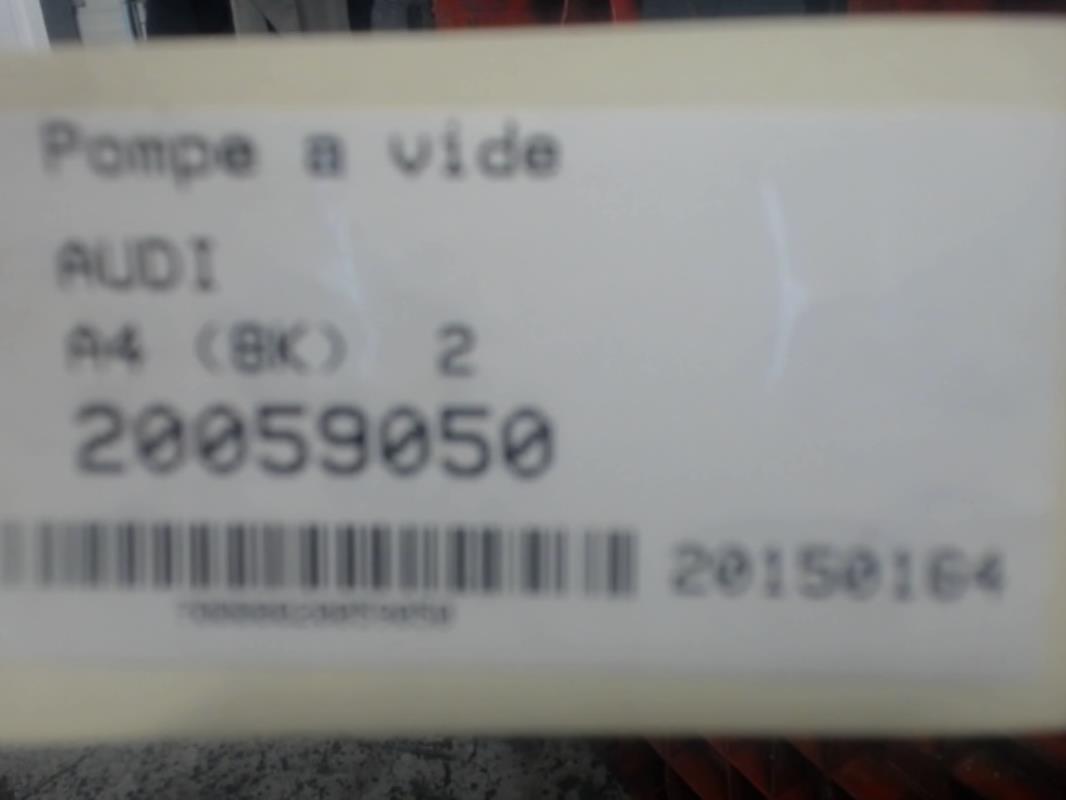 Pompe a vide
AUDI
A4 (8K) 2
20059050
20150164